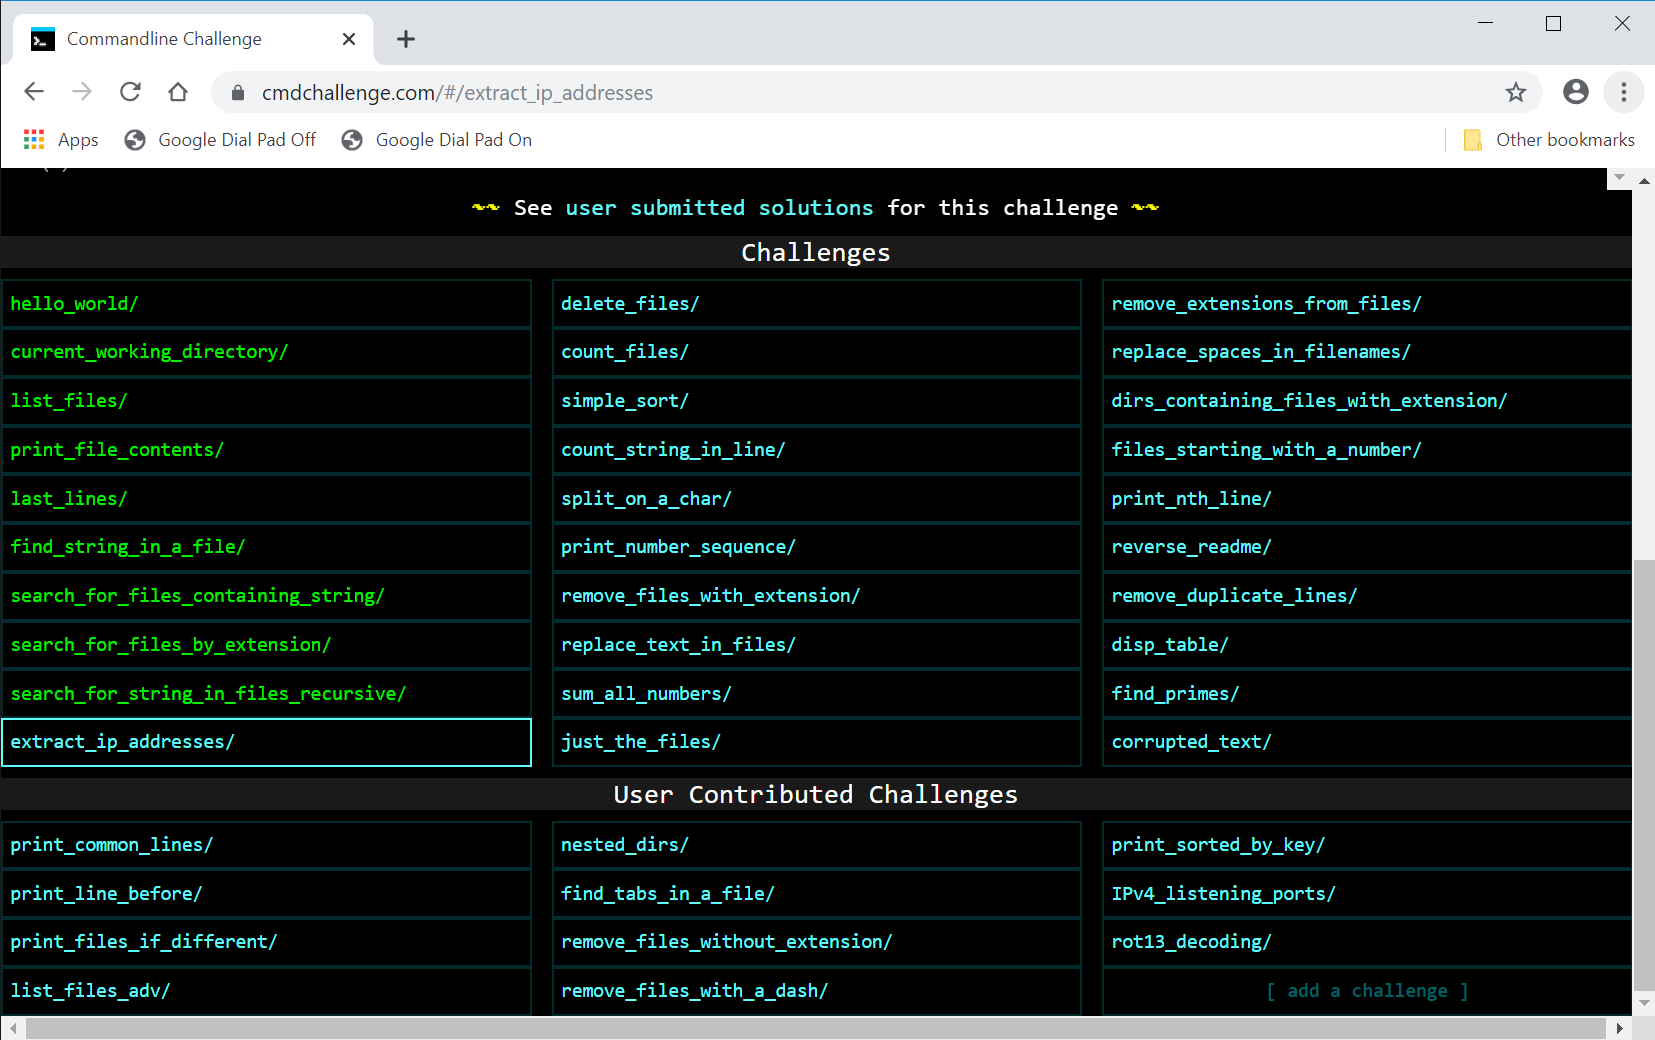 Commandline Challenge
cmdchallenge.com/#/extract_ip_addresses
Apps Google Dial Pad Off Google Dial Pad On Other bookmarks
~~ See user submitted solutions for this challenge ~~
Challenges
hello_world/ delete_files/ remove_extensions_from_files/
current_working_directory/ count_files/ replace_spaces_in_filenames/
list_files/ simple_sort/ dirs_containing_files_with_extension/
print_file_contents/ count_string_in_line/ files_starting_with_a_number/
last_lines/ split_on_a_char/ print_nth_line/
find_string_in_a_file/ print_number_sequence/ reverse_readme/
search_for_files_containing_string/ remove_files_with_extension/ remove_duplicate_lines/
search_for_files_by_extension/ replace_text_in_files/ disp_table/
search_for_string_in_files_recursive/ sum_all_numbers/ find_primes/
extract_ip_addresses/ just_the_files/ corrupted_text/
User Contributed Challenges
print_common_lines/ nested_dirs/ print_sorted_by_key/
print_line_before/ find_tabs_in_a_file/ IPv4_listening_ports/
print_files_if_different/ remove_files_without_extension/ rot13_decoding/
list_files_adv/ remove_files_with_a_dash/ [ add a challenge ]